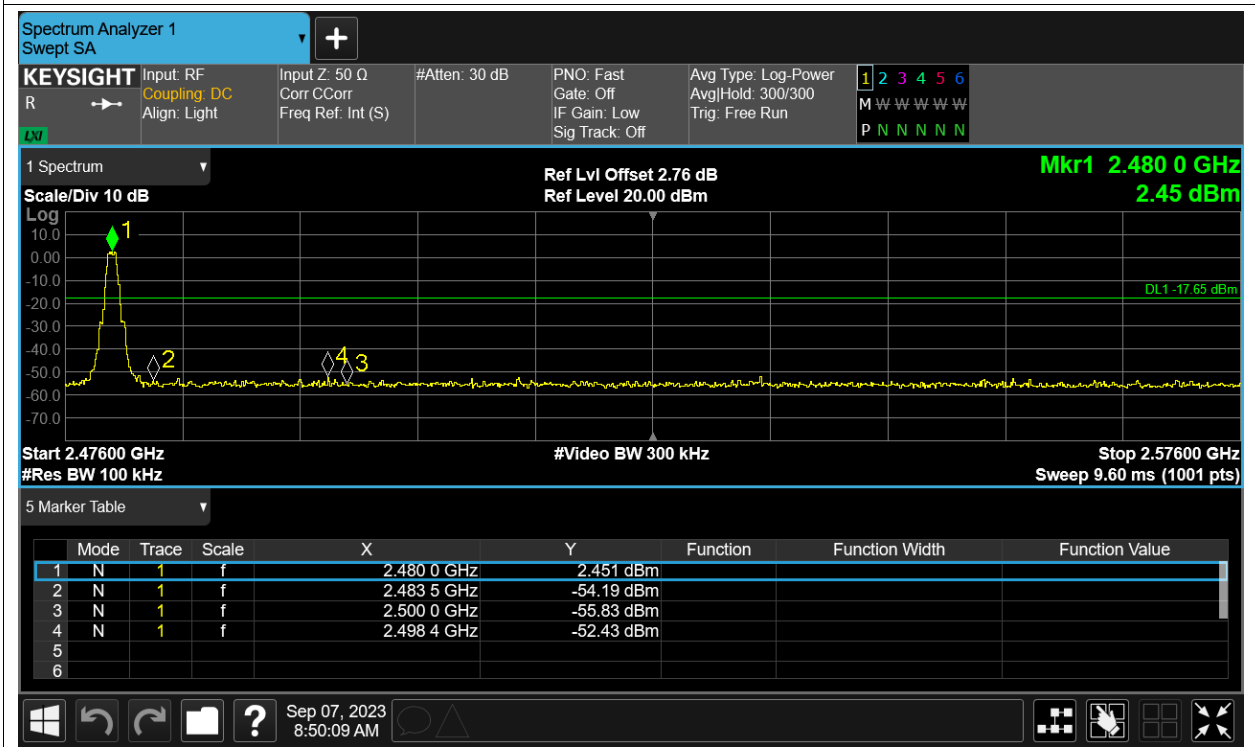 Spectrum Analyzer 1
Swept SA
+
KEYSIGHT
R
LXI
Input: RF
Coupling: DC
Align: Light
Input Z: 50 Ω
Corr CCorr
Freq Ref: Int (S)
#Atten: 30 dB
PNO: Fast
Gate: Off
IF Gain: Low
Sig Track: Off
Avg Type: Log-Power
Avg|Hold: 300/300
Trig: Free Run
1 2 3 4 5 6
M W W W W W
P N N N N N
1 Spectrum
Scale/Div 10 dB
Ref Lvl Offset 2.76 dB
Ref Level 20.00 dBm
Mkr1 2.480 0 GHz
2.45 dBm
Log
10.0
0.00
-10.0
-20.0
-30.0
-40.0
-50.0
-60.0
-70.0
1
2
4
3
DL1 -17.65 dBm
Start 2.47600 GHz
#Video BW 300 kHz
Stop 2.57600 GHz
#Res BW 100 kHz
Sweep 9.60 ms (1001 pts)
5 Marker Table
Mode Trace Scale X Y Function Function Width Function Value
1 N 1 f 2.480 0 GHz 2.451 dBm
2 N 1 f 2.483 5 GHz -54.19 dBm
3 N 1 f 2.500 0 GHz -55.83 dBm
4 N 1 f 2.498 4 GHz -52.43 dBm
5
6
?
Sep 07, 2023
8:50:09 AM